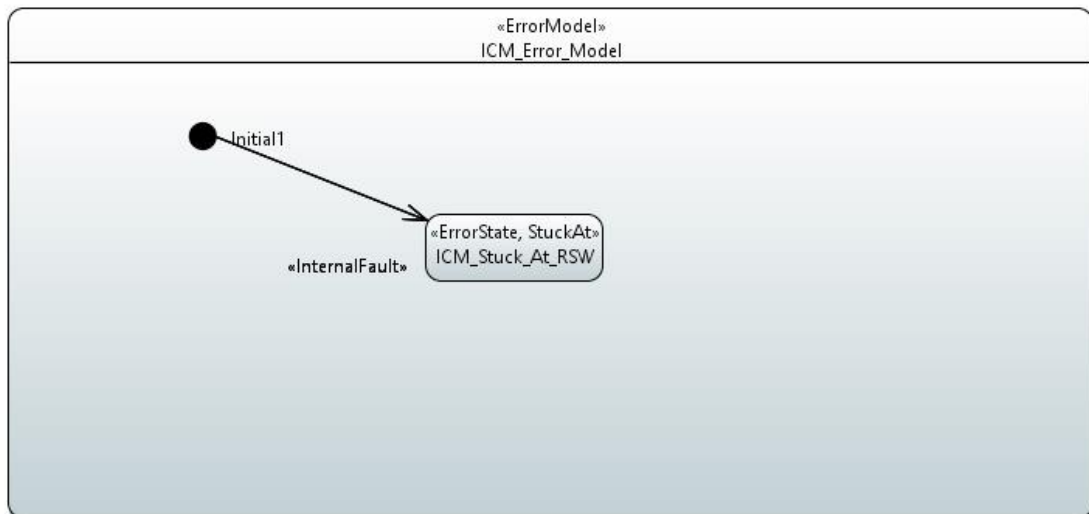 «ErrorModel»
ICM_Error_Model
Initial1
«ErrorState, StuckAt»
ICM_Stuck_At_RSW
«InternalFault»